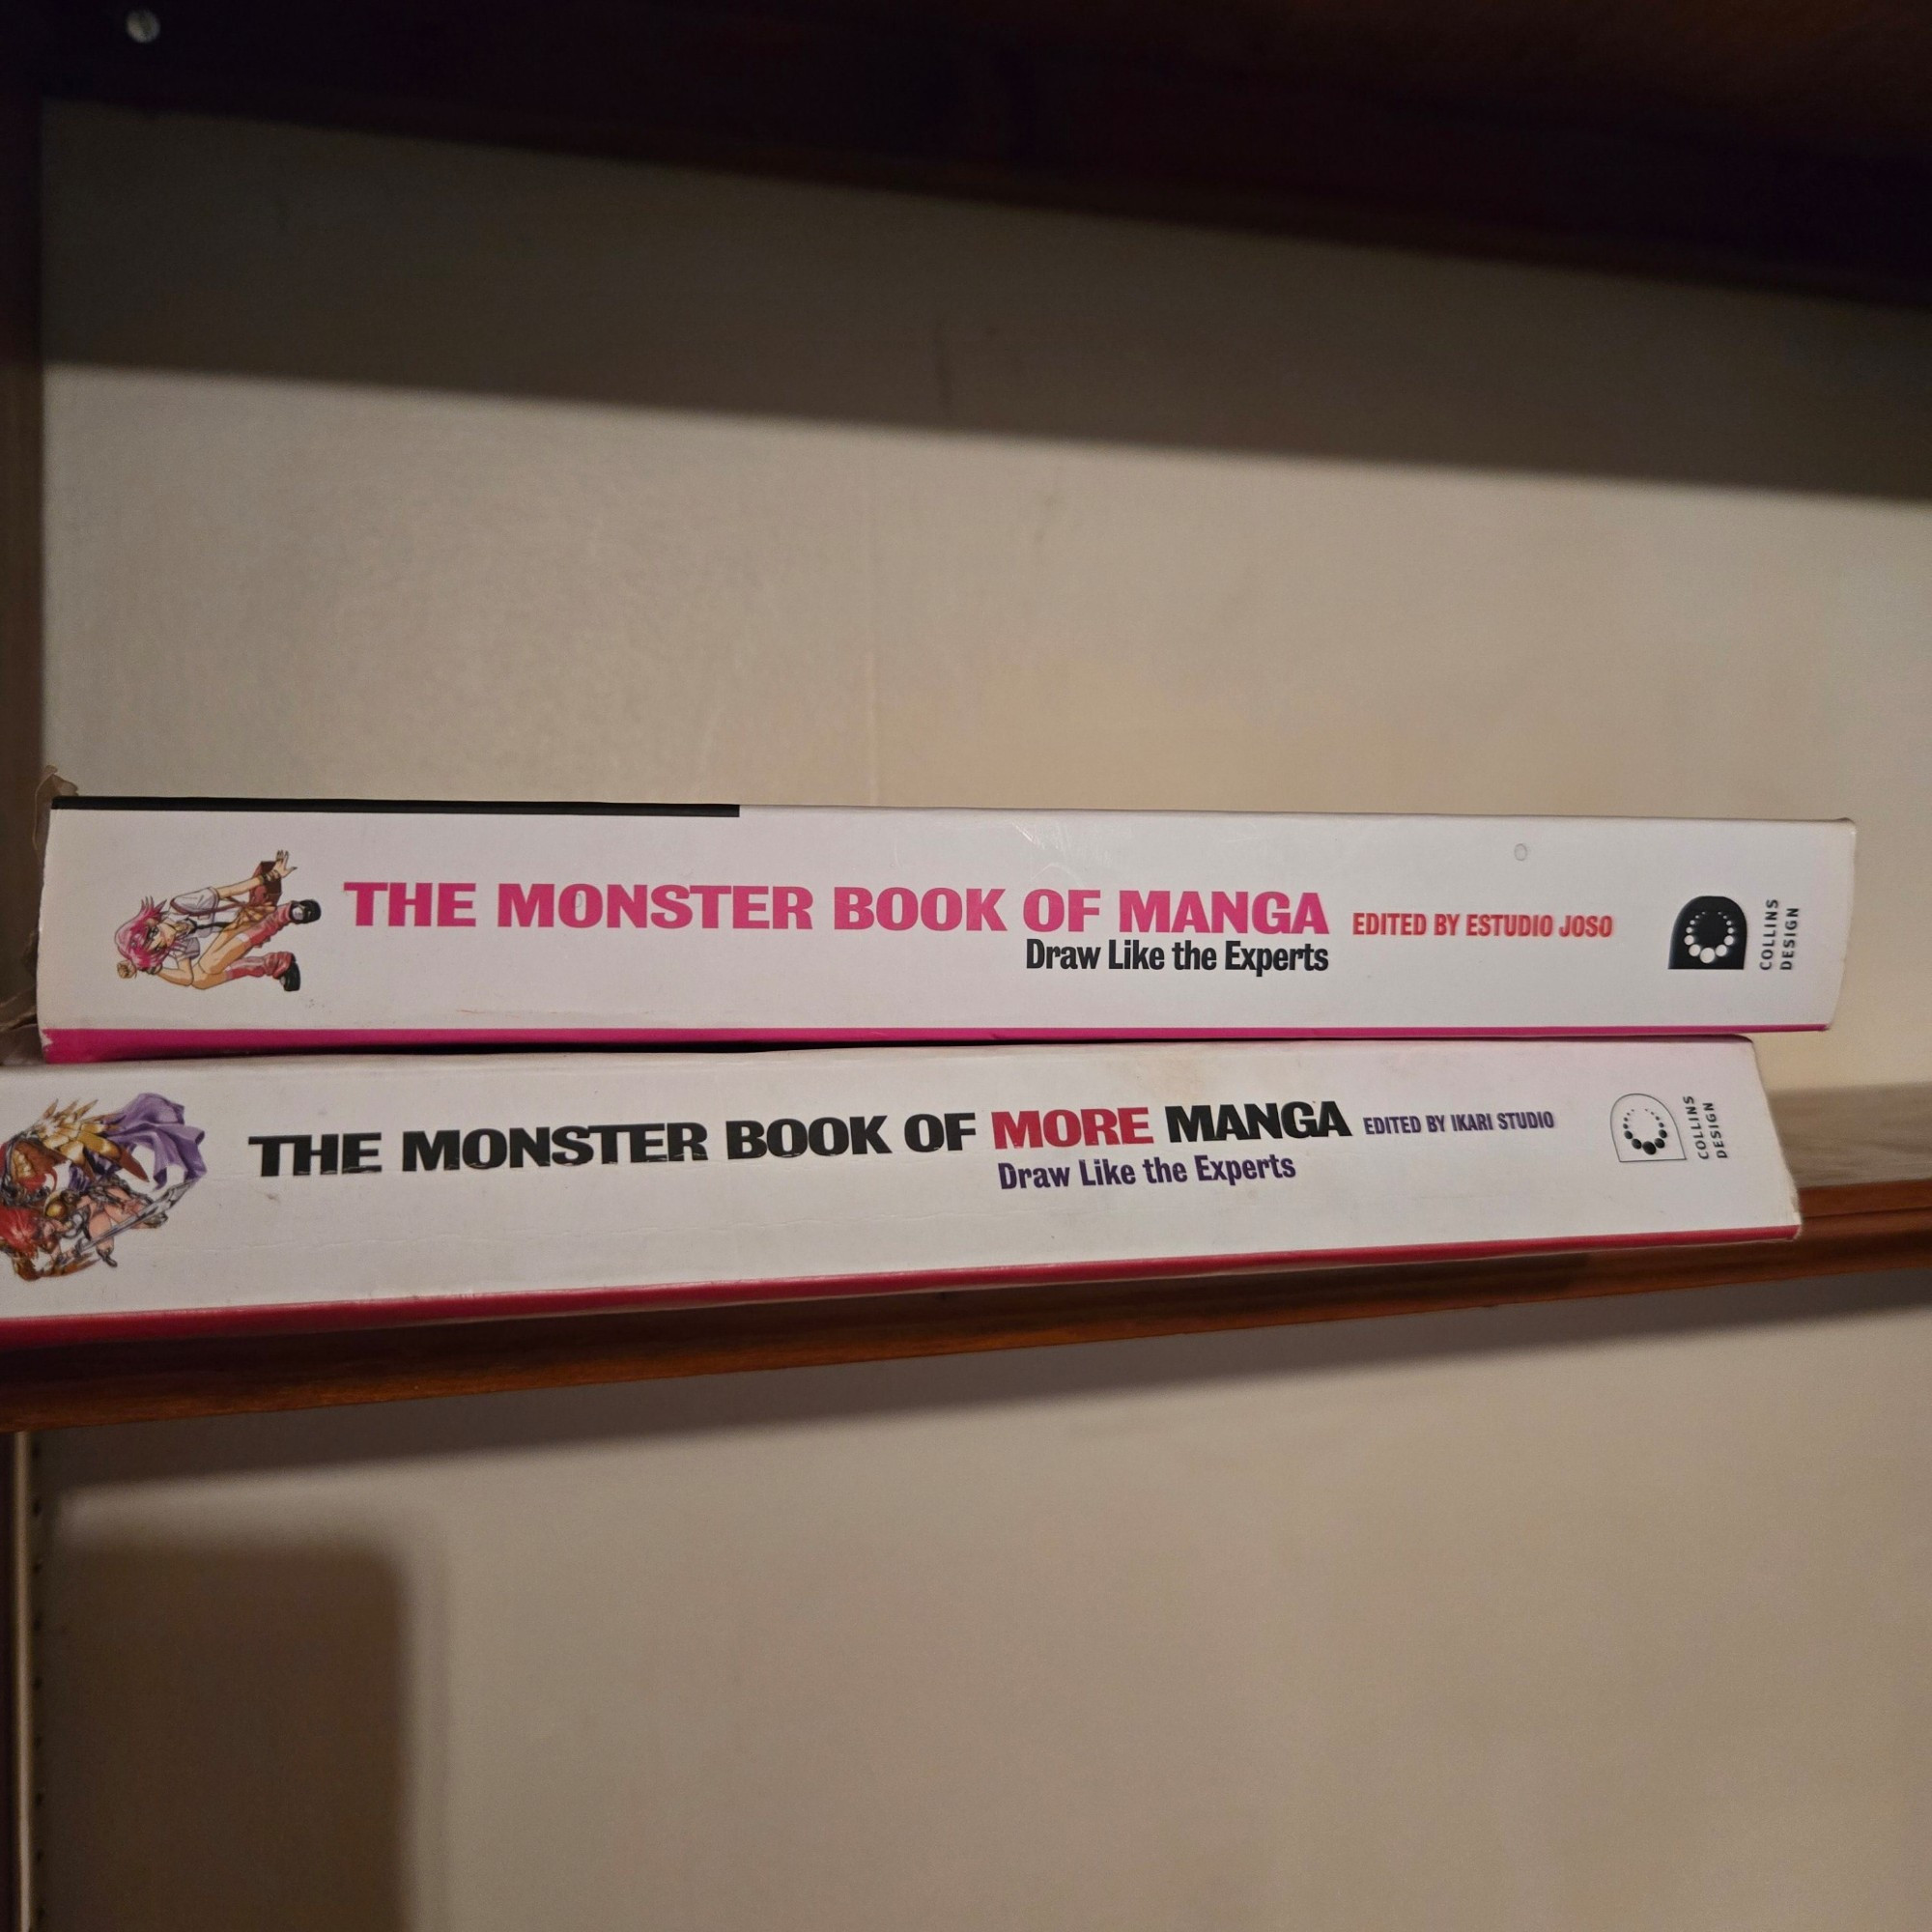 THE MONSTER BOOK OF MANGA EDITED BY ESTUDIO JOSO
Draw Like the Experts
COLLINS
DESIGN
THE MONSTER BOOK OF MORE MANGA EDITED BY IKARI STUDIO
Draw Like the Experts
COLLINS
DESIGN